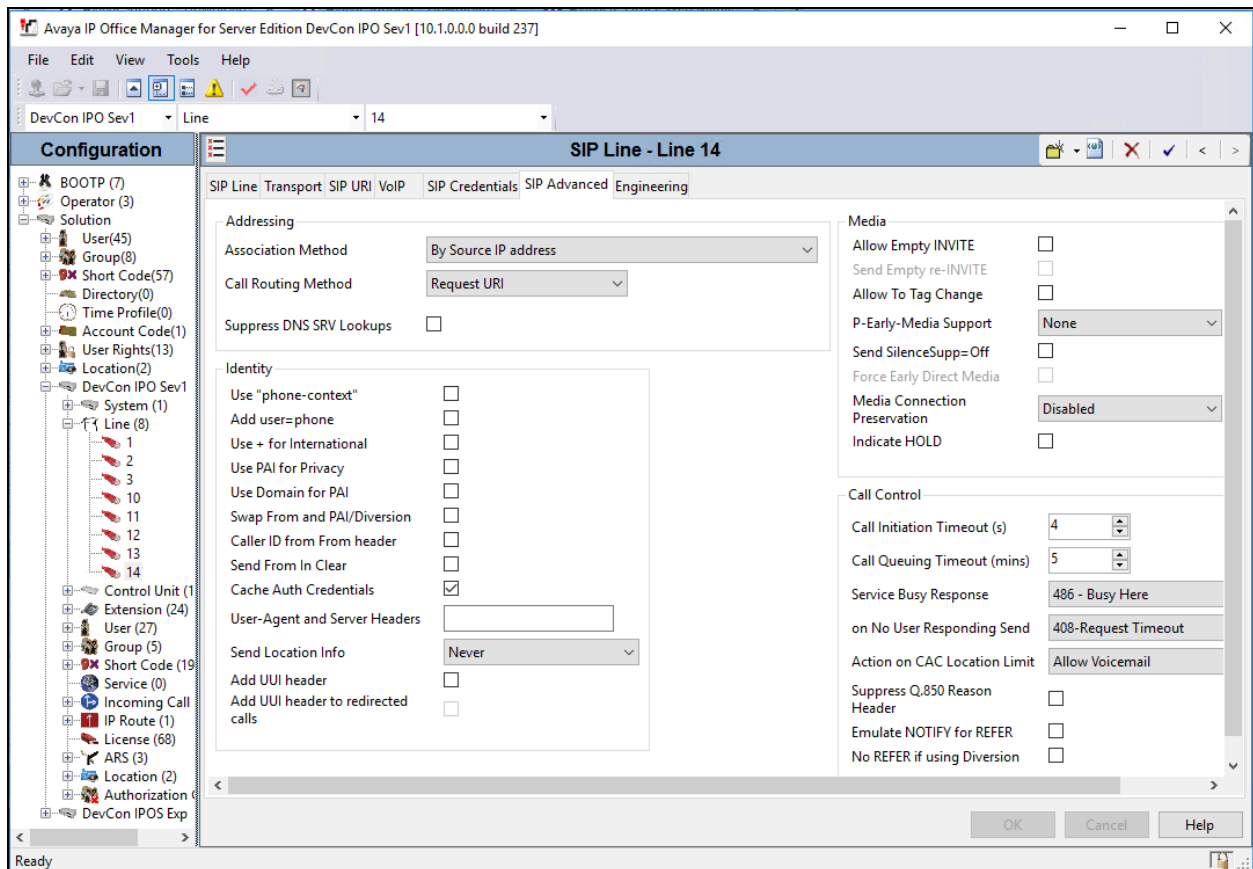 Avaya IP Office Manager for Server Edition DevCon IPO Sev1 [10.1.0.0.0 build 237]
File Edit View Tools Help
DevCon IPO Sev1 Line 14
Configuration
BOOTP (7)
Operator (3)
Solution
User(45)
Group(8)
Short Code(57)
Directory(0)
Time Profile(0)
Account Code(1)
User Rights(13)
Location(2)
DevCon IPO Sev1
System (1)
Line (8)
1
2
3
10
11
12
13
14
Control Unit (1
Extension (24)
User (27)
Group (5)
Short Code (19
Service (0)
Incoming Call
IP Route (1)
License (68)
ARS (3)
Location (2)
Authorization
DevCon IPOS Exp
SIP Line - Line 14
SIP Line Transport SIP URI VoIP SIP Credentials SIP Advanced Engineering
Addressing
Association Method By Source IP address
Call Routing Method Request URI
Suppress DNS SRV Lookups
Identity
Use "phone-context"
Add user=phone
Use + for International
Use PAI for Privacy
Use Domain for PAI
Swap From and PAI/Diversion
Caller ID from From header
Send From In Clear
Cache Auth Credentials
User-Agent and Server Headers
Send Location Info Never
Add UUI header
Add UUI header to redirected
calls
Media
Allow Empty INVITE
Send Empty re-INVITE
Allow To Tag Change
P-Early-Media Support None
Send SilenceSupp=Off
Force Early Direct Media
Media Connection
Preservation Disabled
Indicate HOLD
Call Control
Call Initiation Timeout (s) 4
Call Queuing Timeout (mins) 5
Service Busy Response 486 - Busy Here
on No User Responding Send 408-Request Timeout
Action on CAC Location Limit Allow Voicemail
Suppress Q.850 Reason
Header
Emulate NOTIFY for REFER
No REFER if using Diversion
OK Cancel Help
Ready